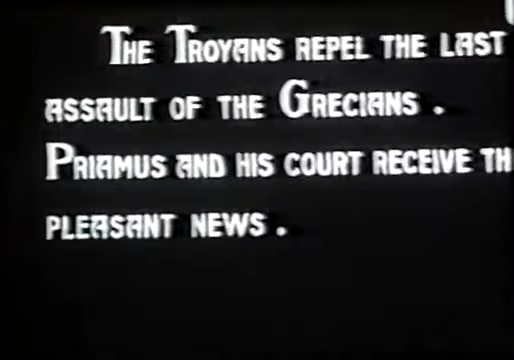 The Troyans repel the last
assault of the Grecians.
Priamus and his court receive th
pleasant news.